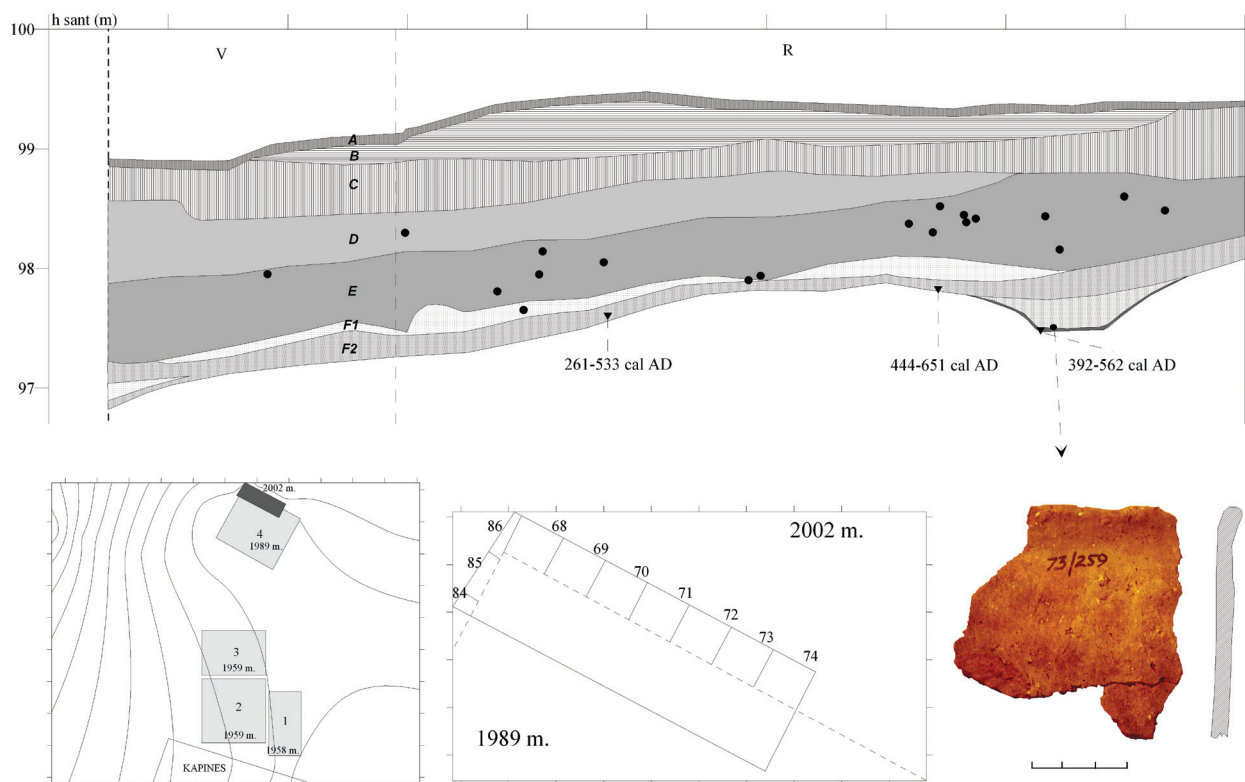 h sant (m)
100
99
98
97
V
R
A
B
C
D
E
F1
F2
261-533 cal AD
444-651 cal AD
392-562 cal AD
2002 m.
4
1989 m.
3
1959 m.
2
1959 m.
1
1958 m.
KAPINES
86
85
84
68
69
70
71
72
73
74
2002 m.
1989 m.
73/259